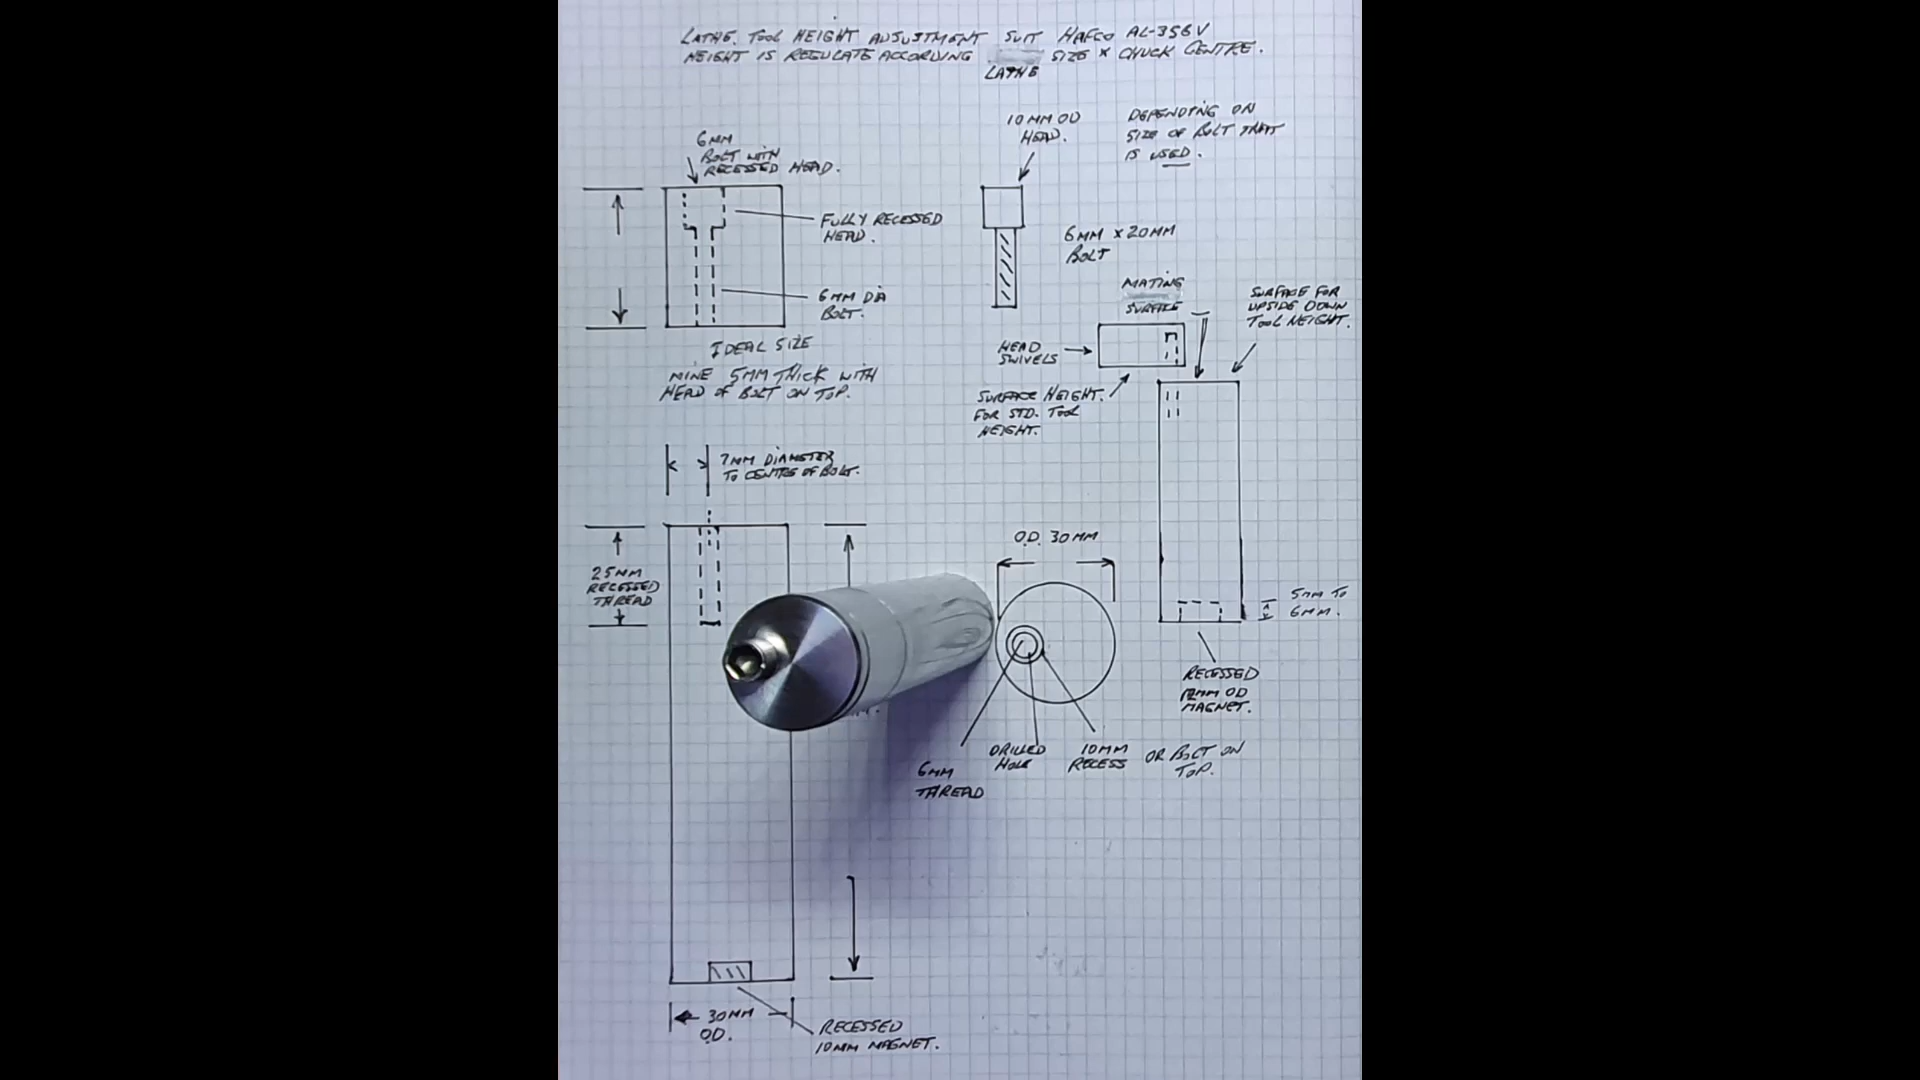 LATHE. TOOL HEIGHT ADJUSTMENT SUIT HAFCO AL-356V
HEIGHT IS REGULATE ACCORDING SIZE x CHUCK CENTRE.
LATHE
6MM
BOLT WITH
RECESSED HEAD.
FULLY RECESSED
HEAD.
6MM DIA
BOLT.
IDEAL SIZE
MINE 5MM THICK WITH
HEAD OF BOLT ON TOP.
10MM OD
HEAD.
DEPENDING ON
SIZE OF BOLT THAT
IS USED.
6MM x 20MM
BOLT
MATING
SURFACE
SURFACE FOR
UPSIDE DOWN
TOOL HEIGHT.
HEAD
SWIVELS
SURFACE HEIGHT.
FOR STD. TOOL
HEIGHT.
7MM DIAMETER
TO CENTRE OF BOLT.
25MM
RECESSED
THREAD
O.D. 30MM
5MM TO
6MM.
RECESSED
12MM OD
MAGNET.
6MM
THREAD
DRILLED
HOLE
10MM
RECESS
OR BOLT ON
TOP.
30MM
O.D.
RECESSED
10MM MAGNET.